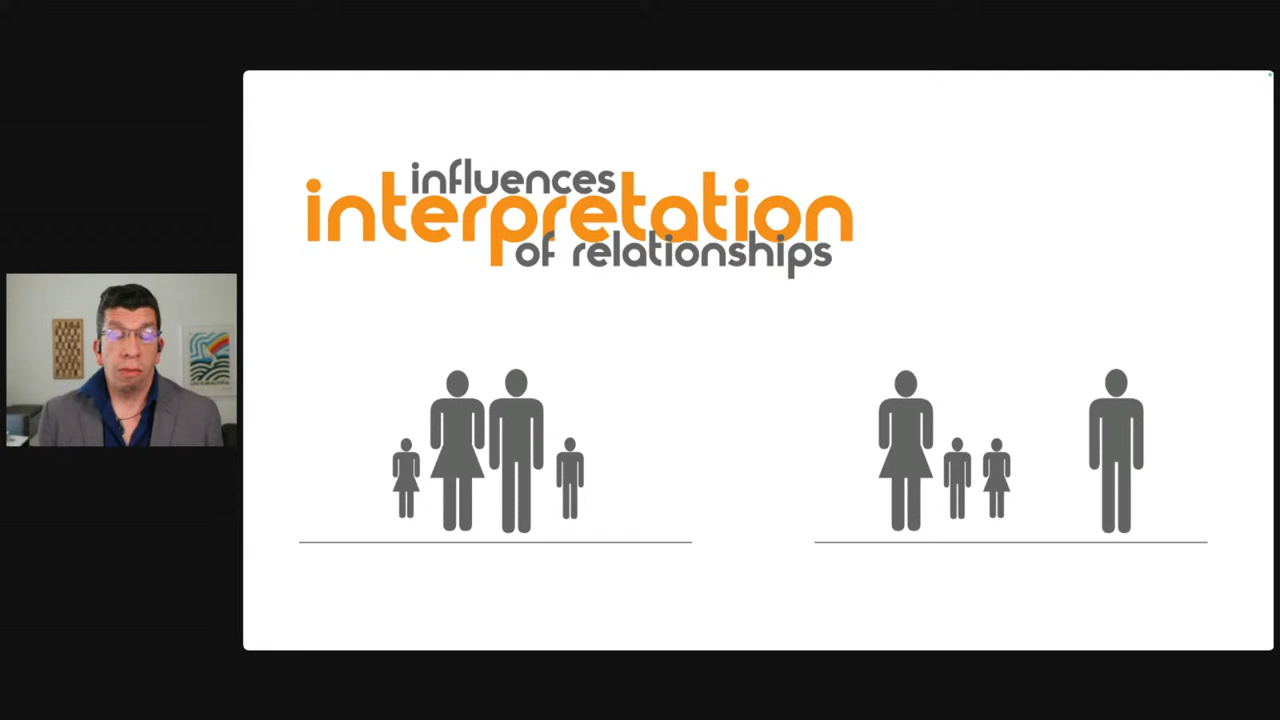 influences
interpretation
of relationships